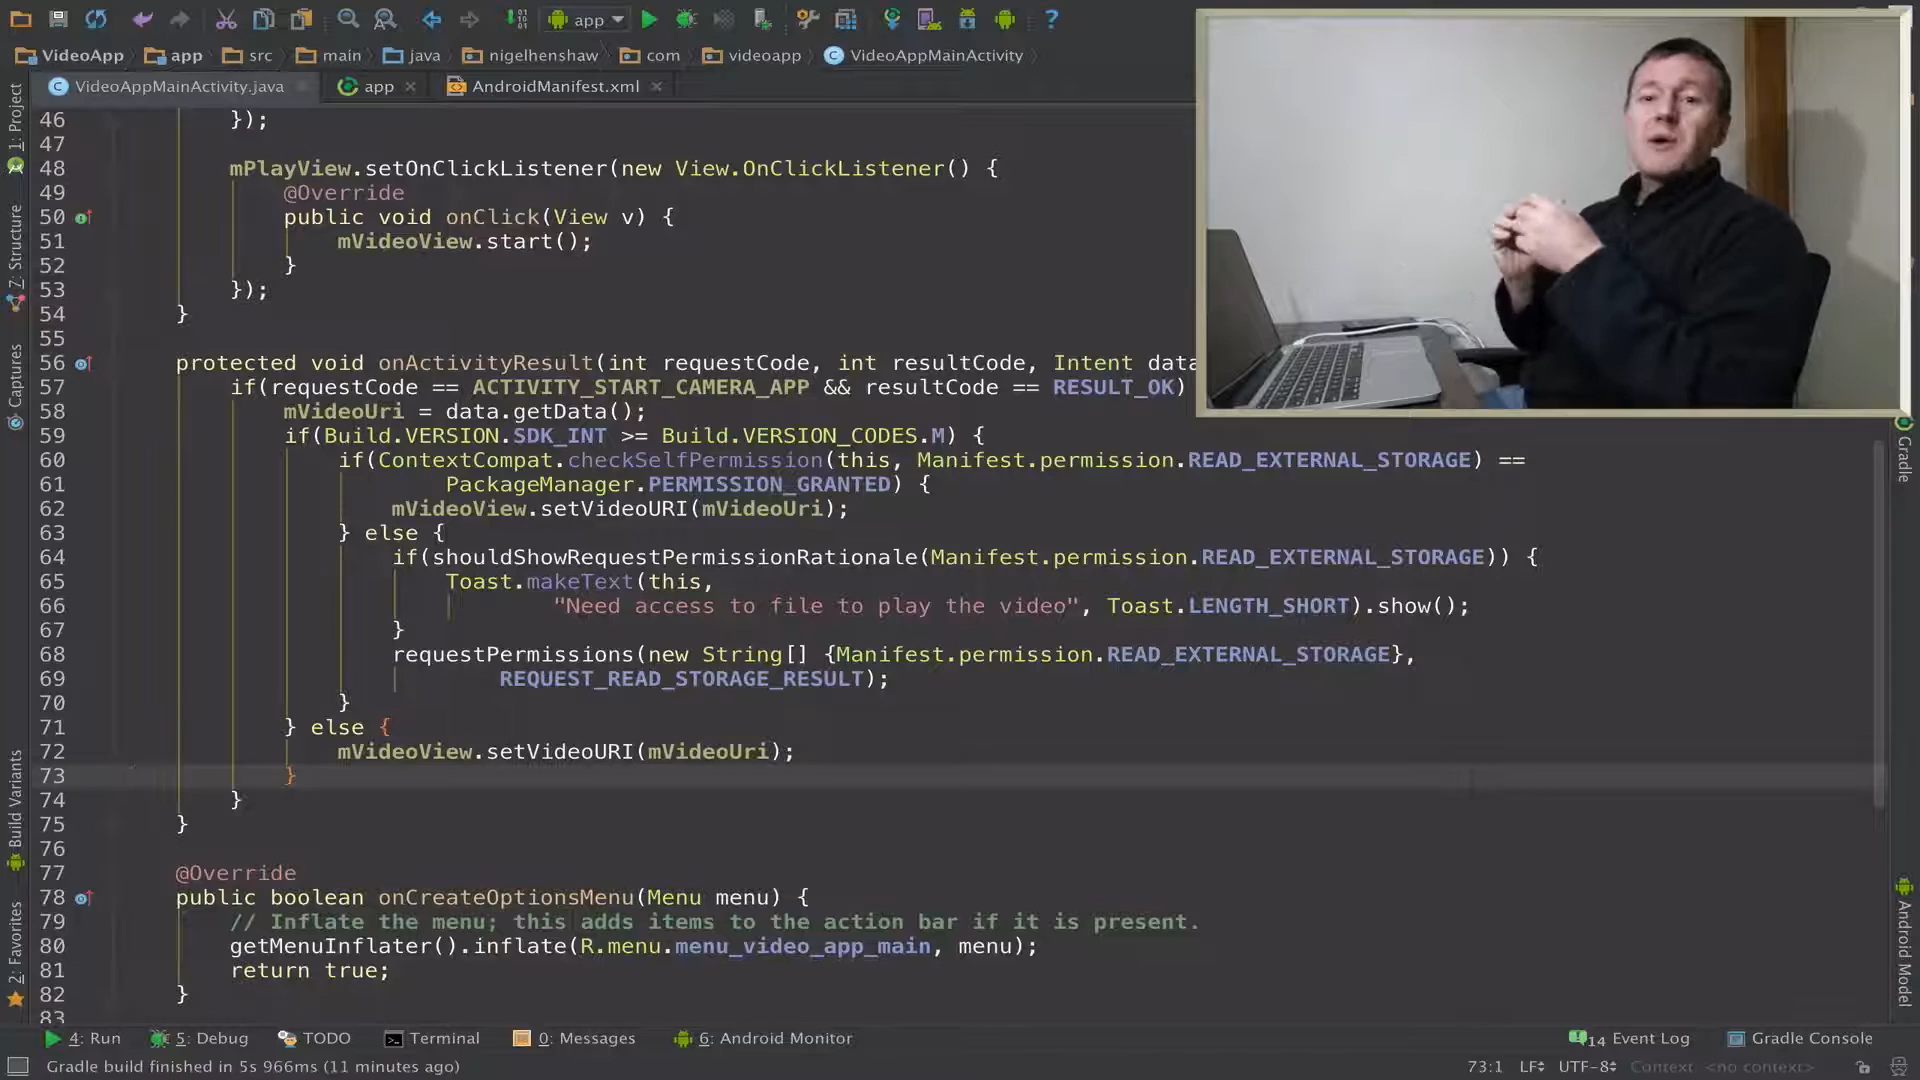 app
VideoApp app src main java nigelhenshaw com videoapp VideoAppMainActivity
VideoAppMainActivity.java app AndroidManifest.xml
1: Project
7: Structure
Captures
Build Variants
2: Favorites
46 });
47
48 mPlayView.setOnClickListener(new View.OnClickListener() {
49 @Override
50 public void onClick(View v) {
51 mVideoView.start();
52 }
53 });
54 }
55
56 protected void onActivityResult(int requestCode, int resultCode, Intent data
57 if(requestCode == ACTIVITY_START_CAMERA_APP && resultCode == RESULT_OK)
58 mVideoUri = data.getData();
59 if(Build.VERSION.SDK_INT >= Build.VERSION_CODES.M) {
60 if(ContextCompat.checkSelfPermission(this, Manifest.permission.READ_EXTERNAL_STORAGE) ==
61 PackageManager.PERMISSION_GRANTED) {
62 mVideoView.setVideoURI(mVideoUri);
63 } else {
64 if(shouldShowRequestPermissionRationale(Manifest.permission.READ_EXTERNAL_STORAGE)) {
65 Toast.makeText(this,
66 "Need access to file to play the video", Toast.LENGTH_SHORT).show();
67 }
68 requestPermissions(new String[] {Manifest.permission.READ_EXTERNAL_STORAGE},
69 REQUEST_READ_STORAGE_RESULT);
70 }
71 } else {
72 mVideoView.setVideoURI(mVideoUri);
73 }
74 }
75 }
76
77 @Override
78 public boolean onCreateOptionsMenu(Menu menu) {
79 // Inflate the menu; this adds items to the action bar if it is present.
80 getMenuInflater().inflate(R.menu.menu_video_app_main, menu);
81 return true;
82 }
83
Gradle
Android Model
4: Run 5: Debug TODO Terminal 0: Messages 6: Android Monitor 14 Event Log Gradle Console
Gradle build finished in 5s 966ms (11 minutes ago) 73:1 LF UTF-8 Context: <no context>